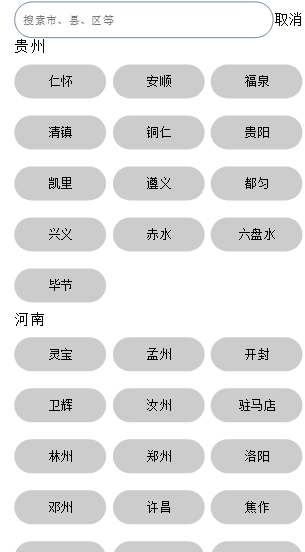 搜索市、县、区等 取消
贵州
仁怀 安顺 福泉
清镇 铜仁 贵阳
凯里 遵义 都匀
兴义 赤水 六盘水
毕节
河南
灵宝 孟州 开封
卫辉 汝州 驻马店
林州 郑州 洛阳
邓州 许昌 焦作